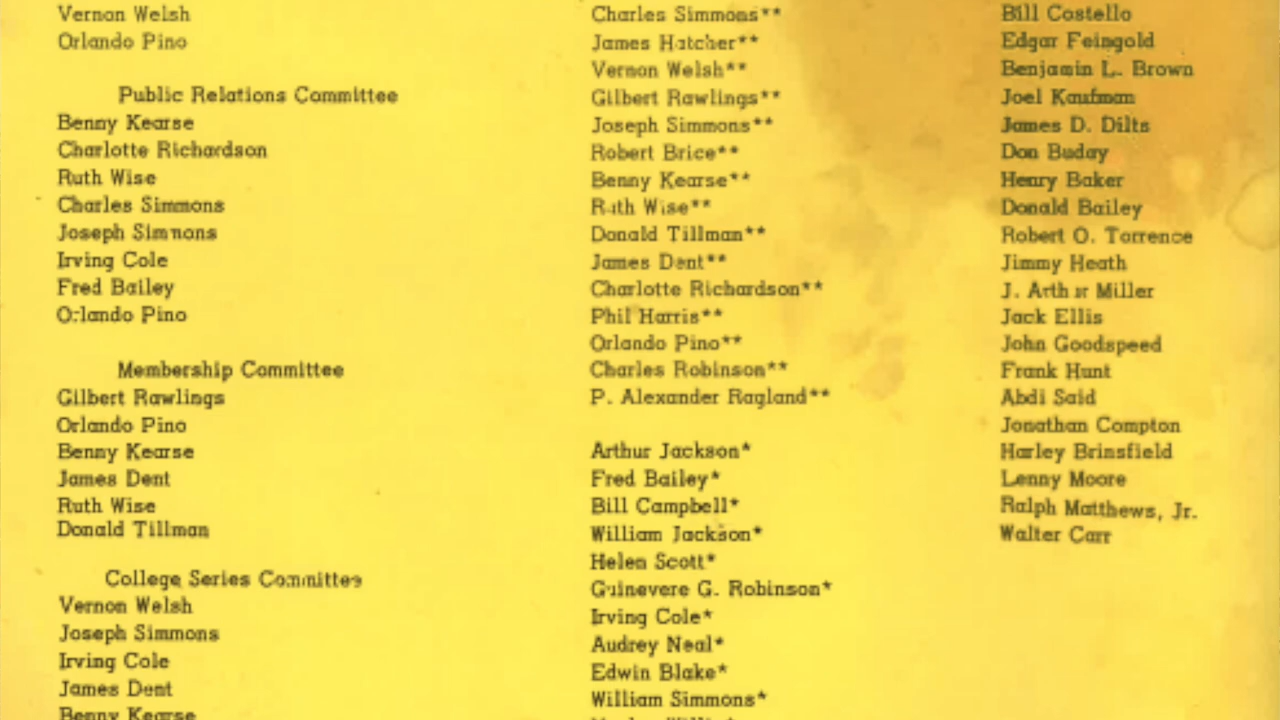 Vernon Welsh
Orlando Pino
Public Relations Committee
Benny Kearse
Charlotte Richardson
Ruth Wise
Charles Simmons
Joseph Simmons
Irving Cole
Fred Bailey
Orlando Pino
Membership Committee
Gilbert Rawlings
Orlando Pino
Benny Kearse
James Dent
Ruth Wise
Donald Tillman
College Series Committee
Vernon Welsh
Joseph Simmons
Irving Cole
James Dent
Benny Kearse
Charles Simmons**
James Hatcher**
Vernon Welsh**
Gilbert Rawlings**
Joseph Simmons**
Robert Brice**
Benny Kearse**
Ruth Wise**
Donald Tillman**
James Dent**
Charlotte Richardson**
Phil Harris**
Orlando Pino**
Charles Robinson**
P. Alexander Ragland**
Arthur Jackson*
Fred Bailey*
Bill Campbell*
William Jackson*
Helen Scott*
Guinevere G. Robinson*
Irving Cole*
Audrey Neal*
Edwin Blake*
William Simmons*
Bill Costello
Edgar Feingold
Benjamin L. Brown
Joel Kaufman
James D. Dilts
Don Buday
Henry Baker
Donald Bailey
Robert O. Torrence
Jimmy Heath
J. Arthur Miller
Jack Ellis
John Goodspeed
Frank Hunt
Abdi Said
Jonathan Compton
Harley Brinsfield
Lenny Moore
Ralph Matthews, Jr.
Walter Carr